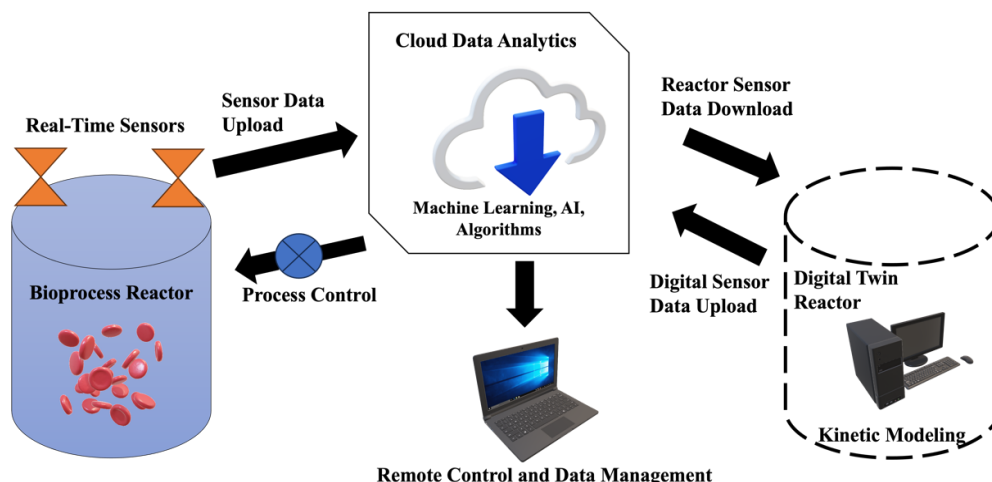 Cloud Data Analytics
Machine Learning, AI,
Algorithms
Real-Time Sensors
Sensor Data
Upload
Bioprocess Reactor
Process Control
Reactor Sensor
Data Download
Digital Sensor
Data Upload
Digital Twin
Reactor
Kinetic Modeling
Remote Control and Data Management